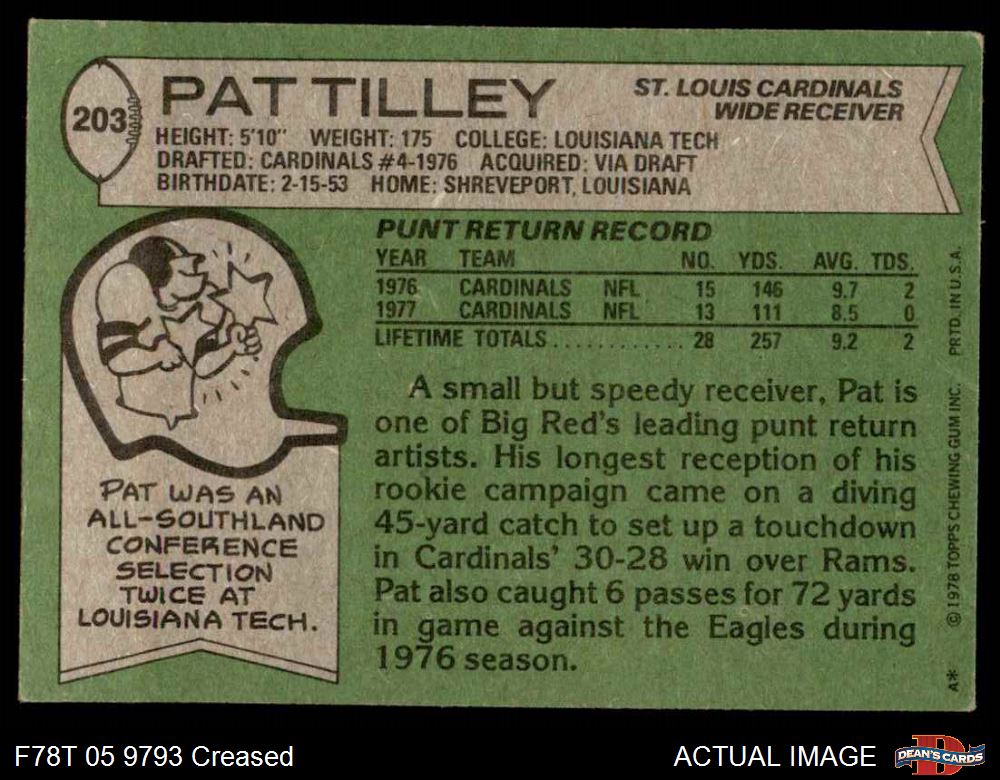 203
PAT TILLEY
ST. LOUIS CARDINALS
WIDE RECEIVER
HEIGHT: 5'10" WEIGHT: 175 COLLEGE: LOUISIANA TECH
DRAFTED: CARDINALS #4-1976 ACQUIRED: VIA DRAFT
BIRTHDATE: 2-15-53 HOME: SHREVEPORT, LOUISIANA
PUNT RETURN RECORD
YEAR TEAM NO. YDS. AVG. TDS.
1976 CARDINALS NFL 15 146 9.7 2
1977 CARDINALS NFL 13 111 8.5 0
LIFETIME TOTALS............ 28 257 9.2 2
A small but speedy receiver, Pat is
one of Big Red's leading punt return
artists. His longest reception of his
rookie campaign came on a diving
45-yard catch to set up a touchdown
in Cardinals' 30-28 win over Rams.
Pat also caught 6 passes for 72 yards
in game against the Eagles during
1976 season.
PAT WAS AN
ALL-SOUTHLAND
CONFERENCE
SELECTION
TWICE AT
LOUISIANA TECH.
A* ©1978 TOPPS CHEWING GUM INC. PRTD. IN U.S.A.
F78T 05 9793 Creased
ACTUAL IMAGE
DEAN'S CARDS